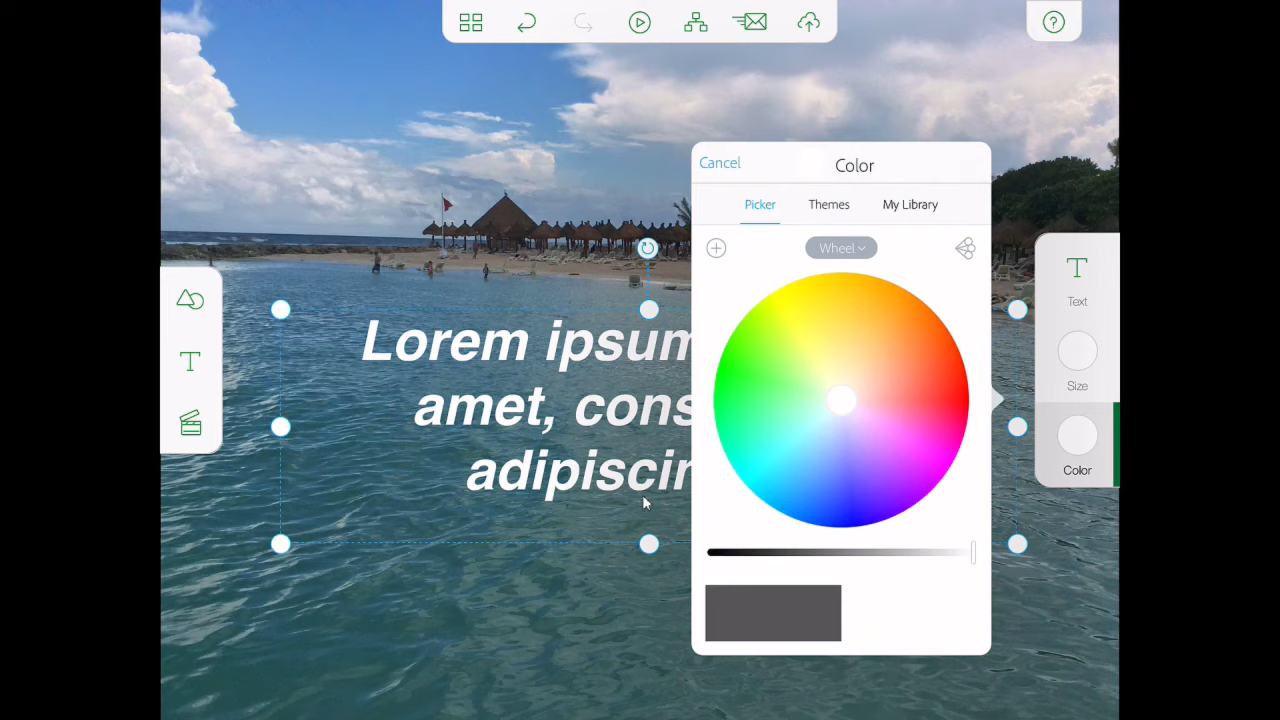 ?
Cancel
Color
Picker
Themes
My Library
Wheel
T
Text
Size
Color
T
Lorem ipsum
amet, cons
adipiscin